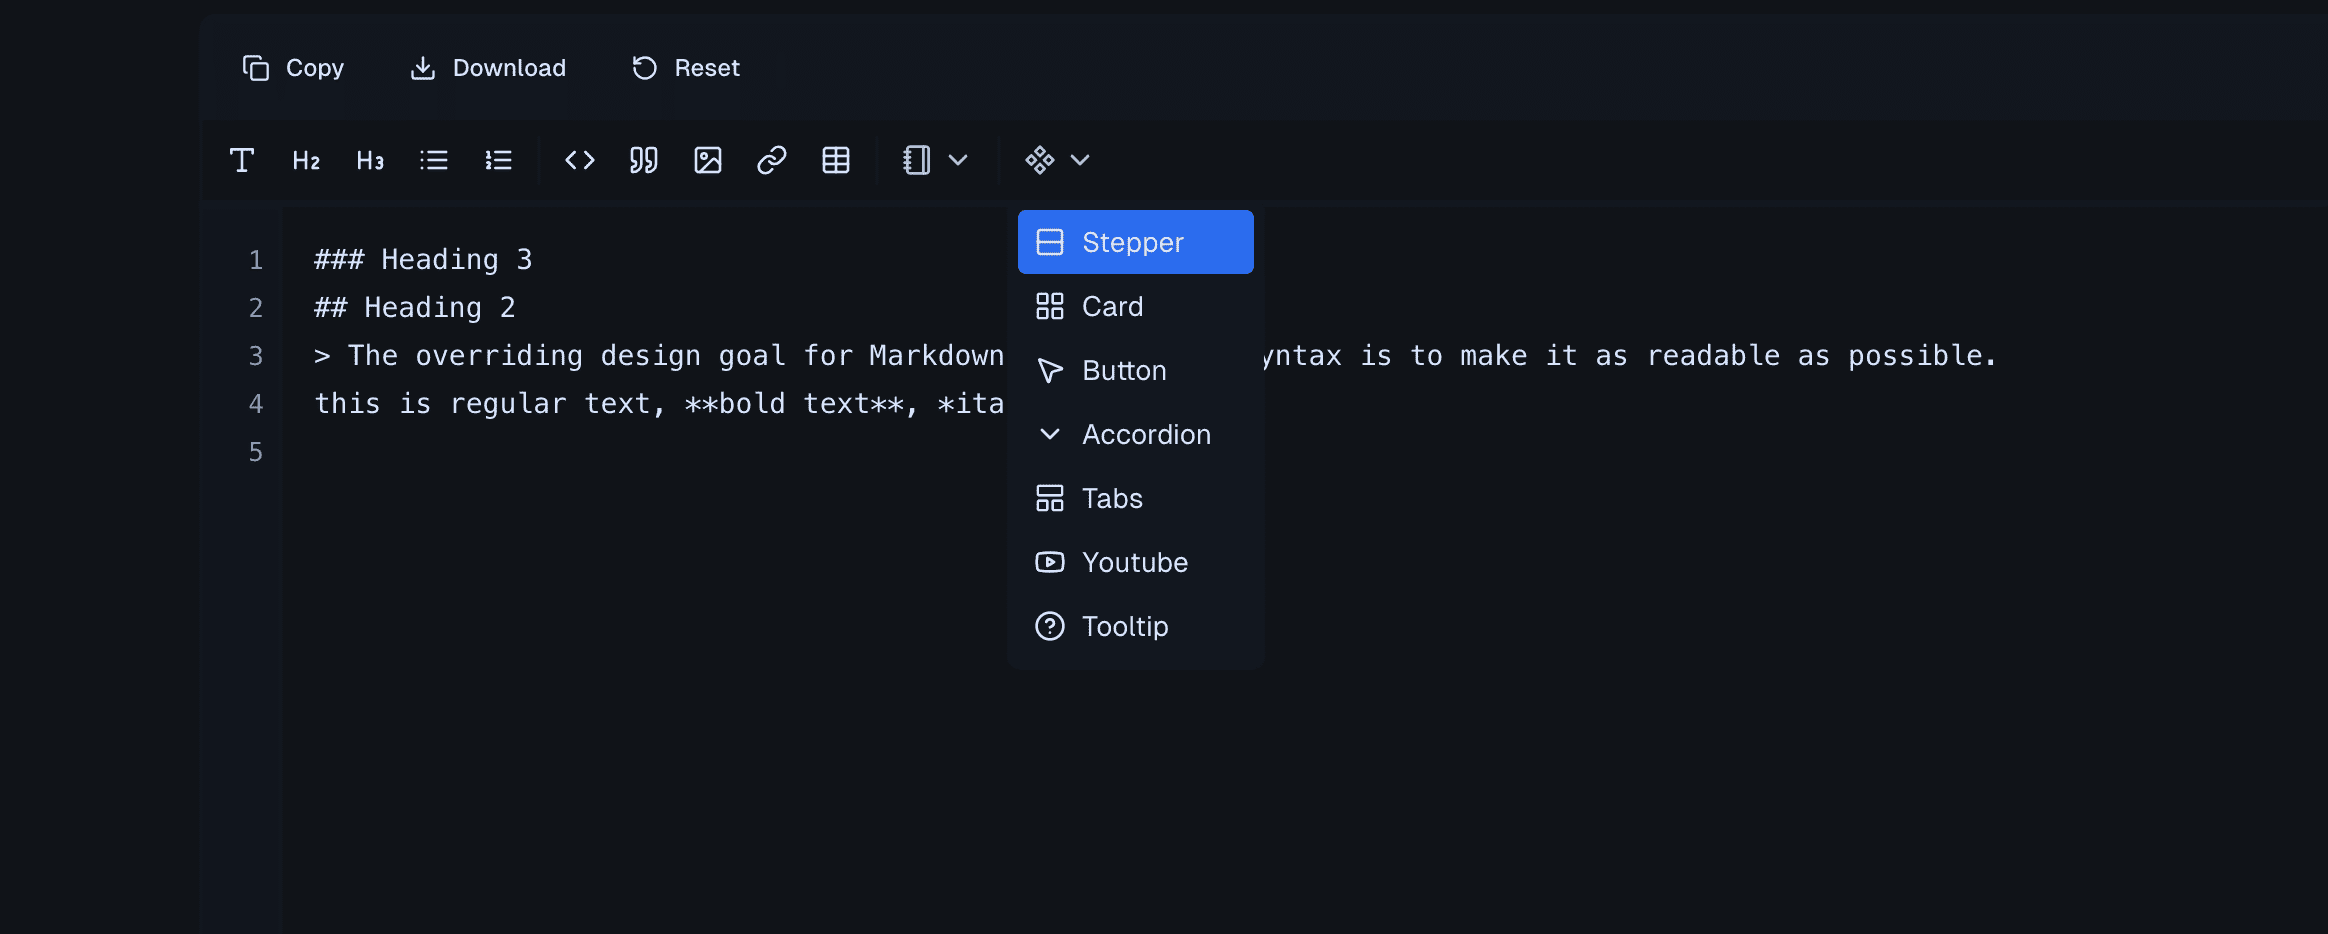 Copy Download Reset
T H2 H3
1 ### Heading 3
2 ## Heading 2
3 > The overriding design goal for Markdown yntax is to make it as readable as possible.
4 this is regular text, **bold text**, *ita
5
Stepper
Card
Button
Accordion
Tabs
Youtube
Tooltip